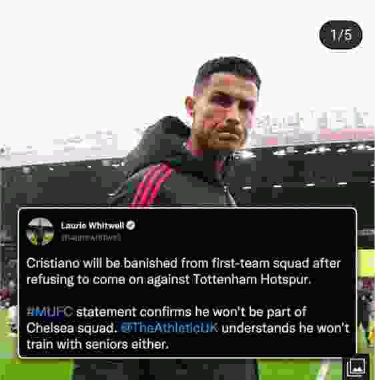 1/5
Laurie Whitwell
@lauriewhitwell
Cristiano will be banished from first-team squad after
refusing to come on against Tottenham Hotspur.
#MUFC statement confirms he won't be part of
Chelsea squad. @TheAthleticUK understands he won't
train with seniors either.